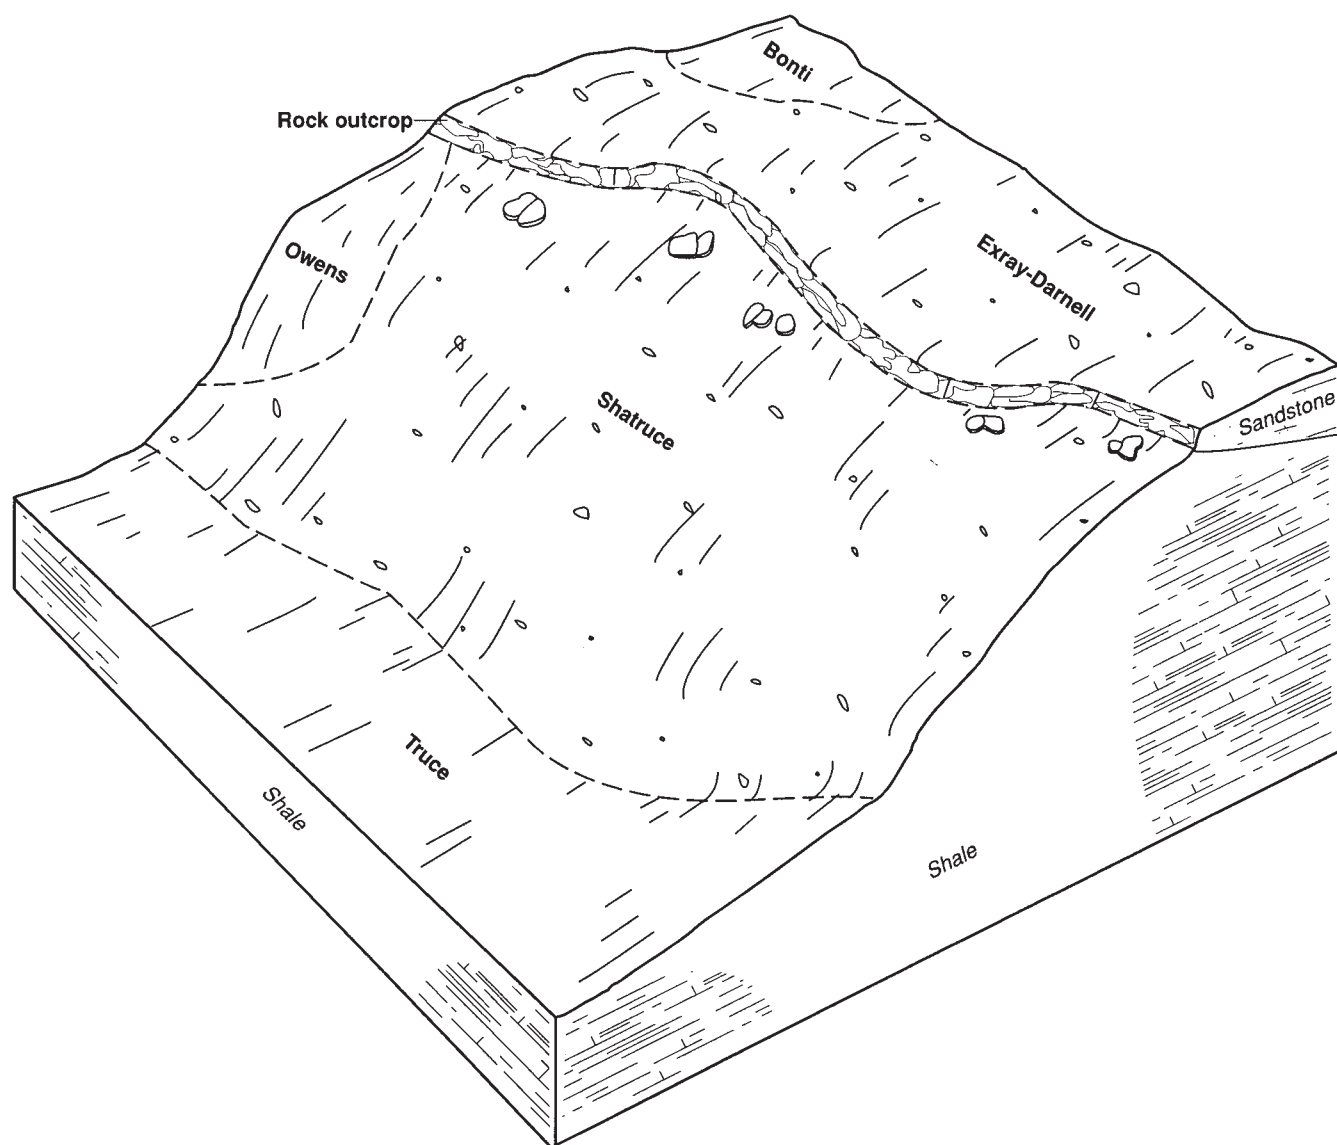 Bonti
Rock outcrop
Owens
Exray-Darnell
Shatruce
Sandstone
Truce
Shale
Shale